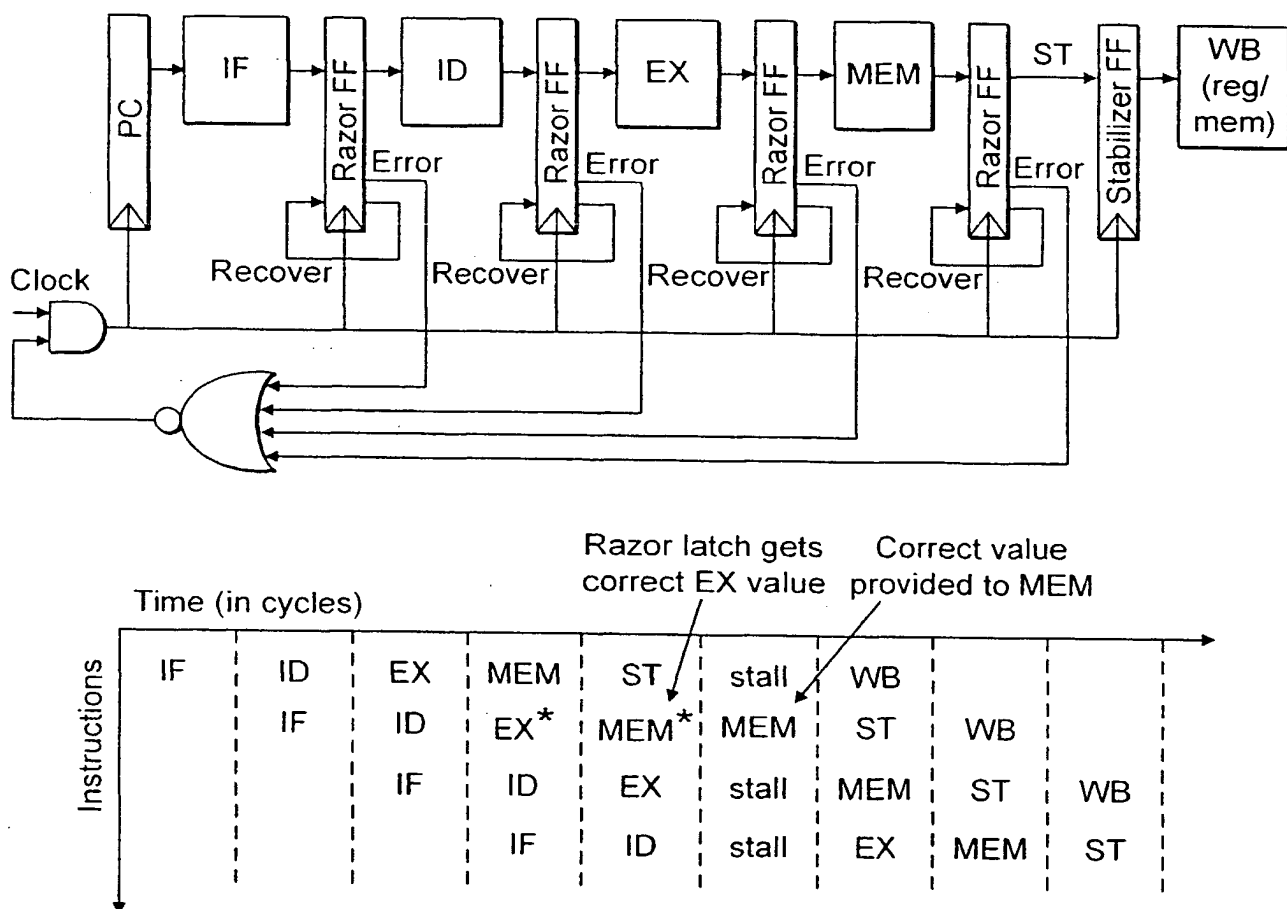 PC
IF
Razor FF
ID
Razor FF
EX
Razor FF
MEM
Razor FF
ST
Stabilizer FF
WB
(reg/
mem)
Error
Error
Error
Error
Recover
Recover
Recover
Recover
Clock
Razor latch gets
correct EX value
Correct value
provided to MEM
Time (in cycles)
Instructions
IF ID EX MEM ST stall WB
IF ID EX* MEM* MEM ST WB
IF ID EX stall MEM ST WB
IF ID stall EX MEM ST